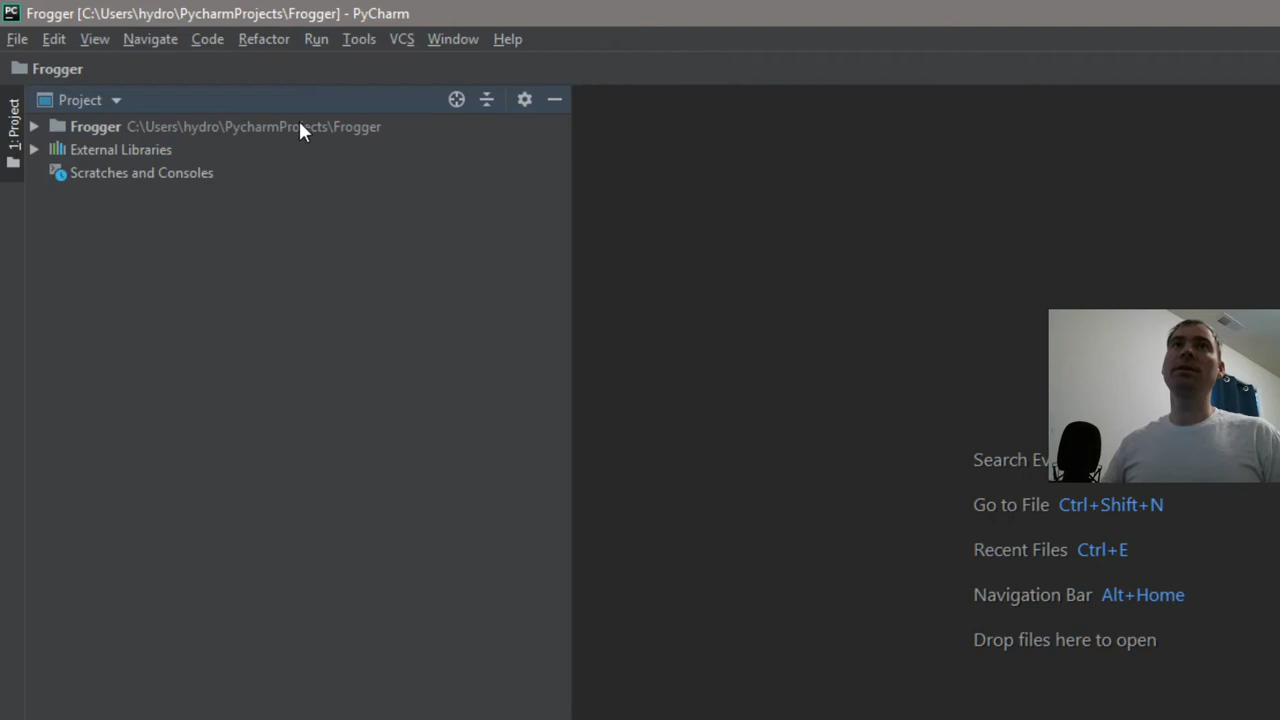 PC Frogger [C:\Users\hydro\PycharmProjects\Frogger] - PyCharm
File Edit View Navigate Code Refactor Run Tools VCS Window Help
Frogger
1: Project
Project
Frogger C:\Users\hydro\PycharmProjects\Frogger
External Libraries
Scratches and Consoles
Search
Go to File Ctrl+Shift+N
Recent Files Ctrl+E
Navigation Bar Alt+Home
Drop files here to open